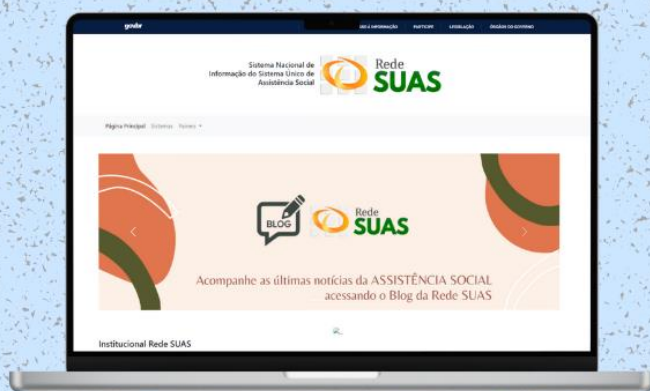 govbr
PARTICIPE LEGISLAÇÃO ÓRGÃOS DO GOVERNO
Sistema Nacional de
Informação do Sistema Único de
Assistência Social
Rede
SUAS
Página Principal Sistemas
BLOG
Rede
SUAS
Acompanhe as últimas notícias da ASSISTÊNCIA SOCIAL
acessando o Blog da Rede SUAS
Institucional Rede SUAS